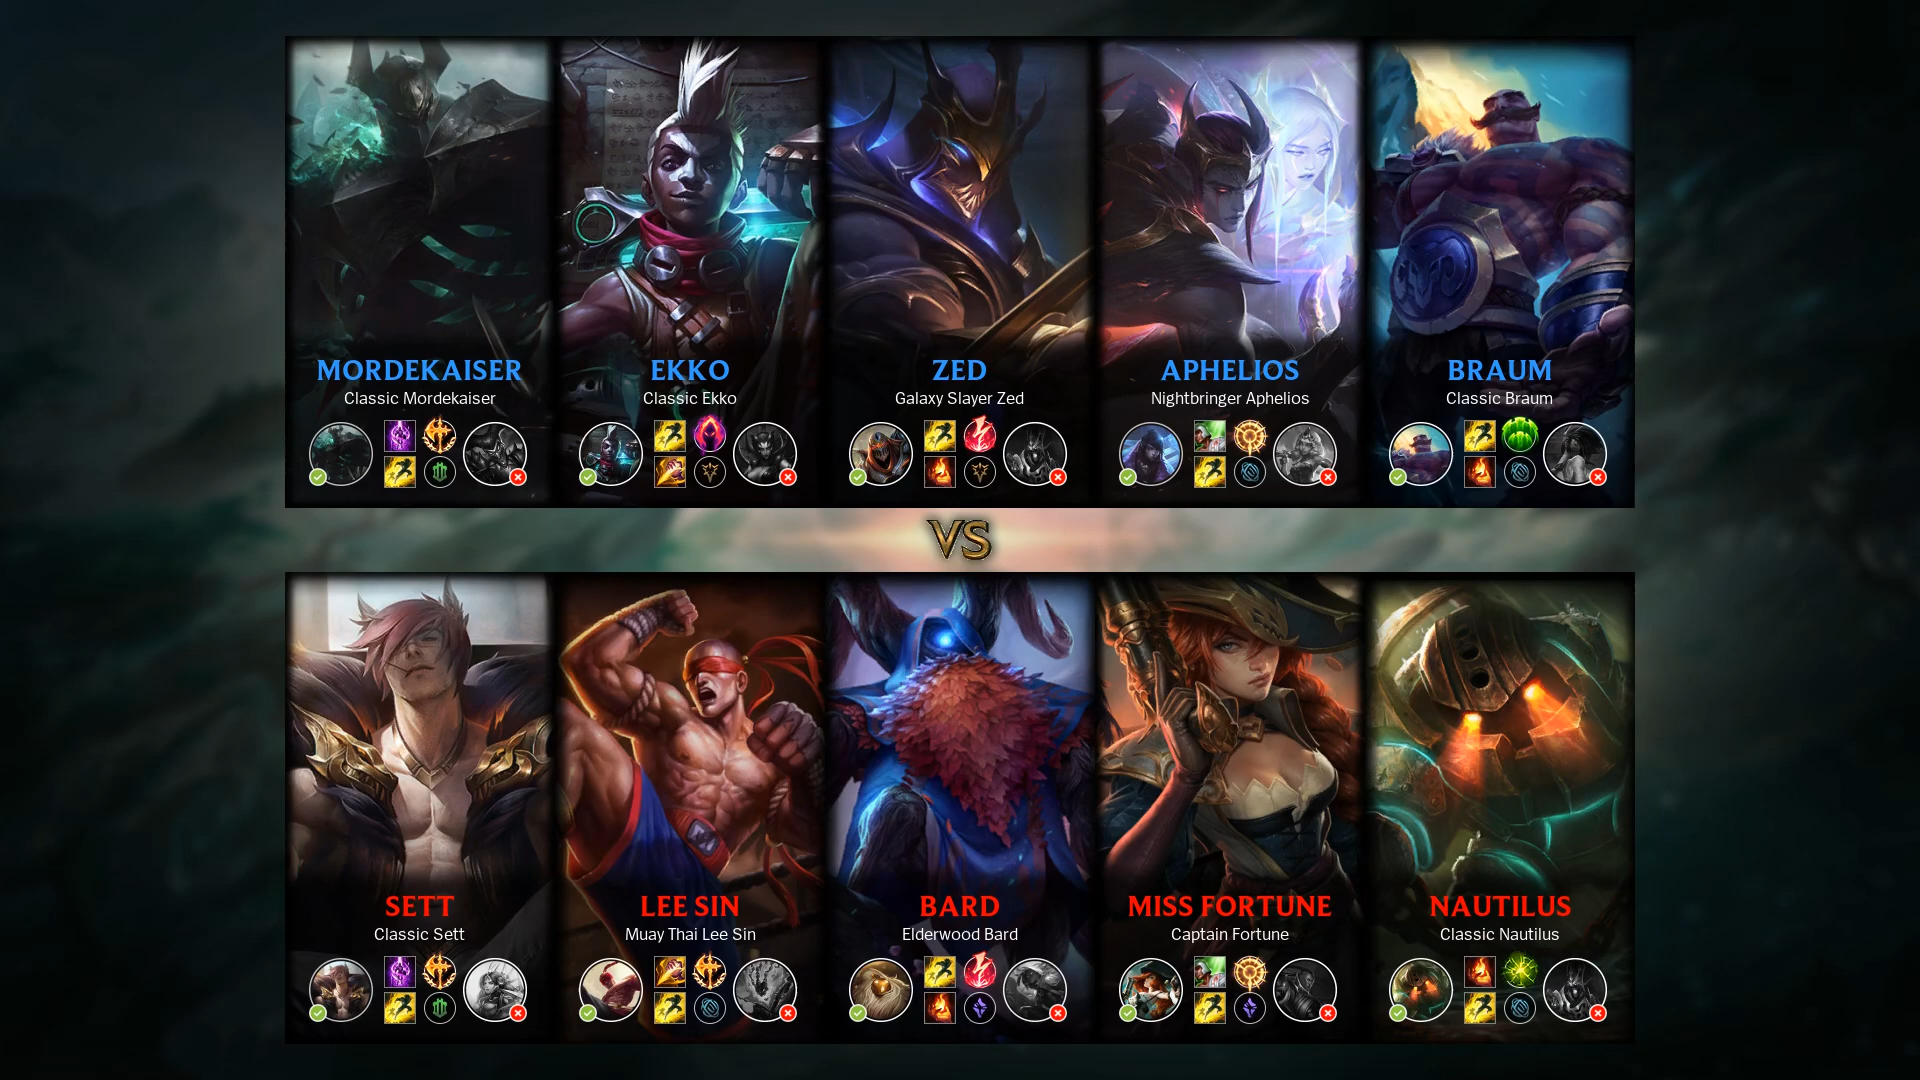 MORDEKAISER
Classic Mordekaiser
EKKO
Classic Ekko
ZED
Galaxy Slayer Zed
APHELIOS
Nightbringer Aphelios
BRAUM
Classic Braum
VS
SETT
Classic Sett
LEE SIN
Muay Thai Lee Sin
BARD
Elderwood Bard
MISS FORTUNE
Captain Fortune
NAUTILUS
Classic Nautilus